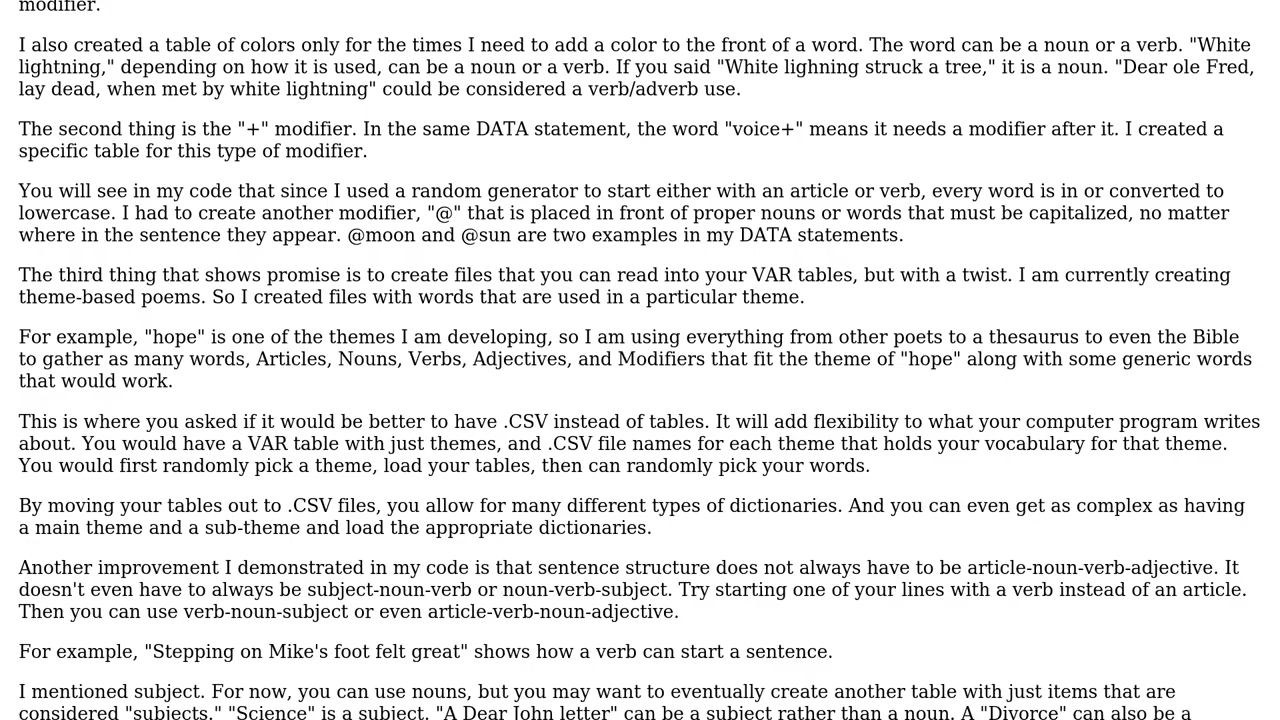 modifier.
I also created a table of colors only for the times I need to add a color to the front of a word. The word can be a noun or a verb. "White
lightning," depending on how it is used, can be a noun or a verb. If you said "White lighning struck a tree," it is a noun. "Dear ole Fred,
lay dead, when met by white lightning" could be considered a verb/adverb use.
The second thing is the "+" modifier. In the same DATA statement, the word "voice+" means it needs a modifier after it. I created a
specific table for this type of modifier.
You will see in my code that since I used a random generator to start either with an article or verb, every word is in or converted to
lowercase. I had to create another modifier, "@" that is placed in front of proper nouns or words that must be capitalized, no matter
where in the sentence they appear. @moon and @sun are two examples in my DATA statements.
The third thing that shows promise is to create files that you can read into your VAR tables, but with a twist. I am currently creating
theme-based poems. So I created files with words that are used in a particular theme.
For example, "hope" is one of the themes I am developing, so I am using everything from other poets to a thesaurus to even the Bible
to gather as many words, Articles, Nouns, Verbs, Adjectives, and Modifiers that fit the theme of "hope" along with some generic words
that would work.
This is where you asked if it would be better to have .CSV instead of tables. It will add flexibility to what your computer program writes
about. You would have a VAR table with just themes, and .CSV file names for each theme that holds your vocabulary for that theme.
You would first randomly pick a theme, load your tables, then can randomly pick your words.
By moving your tables out to .CSV files, you allow for many different types of dictionaries. And you can even get as complex as having
a main theme and a sub-theme and load the appropriate dictionaries.
Another improvement I demonstrated in my code is that sentence structure does not always have to be article-noun-verb-adjective. It
doesn't even have to always be subject-noun-verb or noun-verb-subject. Try starting one of your lines with a verb instead of an article.
Then you can use verb-noun-subject or even article-verb-noun-adjective.
For example, "Stepping on Mike's foot felt great" shows how a verb can start a sentence.
I mentioned subject. For now, you can use nouns, but you may want to eventually create another table with just items that are
considered "subjects." "Science" is a subject. "A Dear John letter" can be a subject rather than a noun. A "Divorce" can also be a